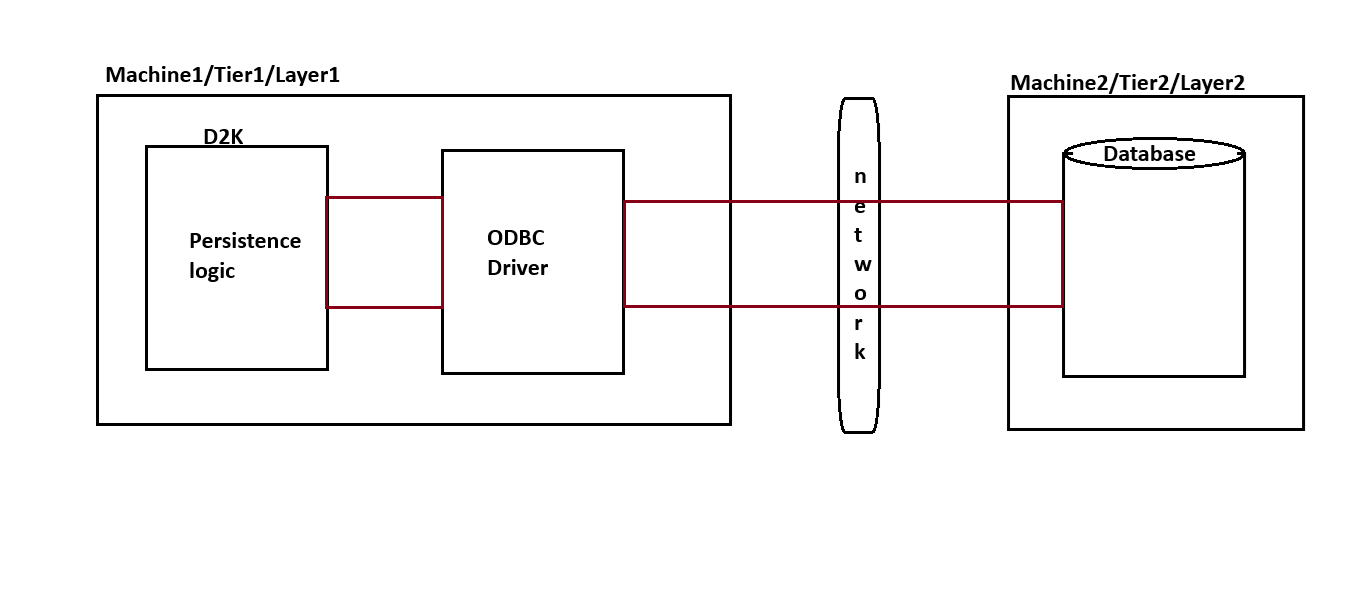 Machine1/Tier1/Layer1
D2K
Persistence
logic
ODBC
Driver
n
e
t
w
o
r
k
Machine2/Tier2/Layer2
Database